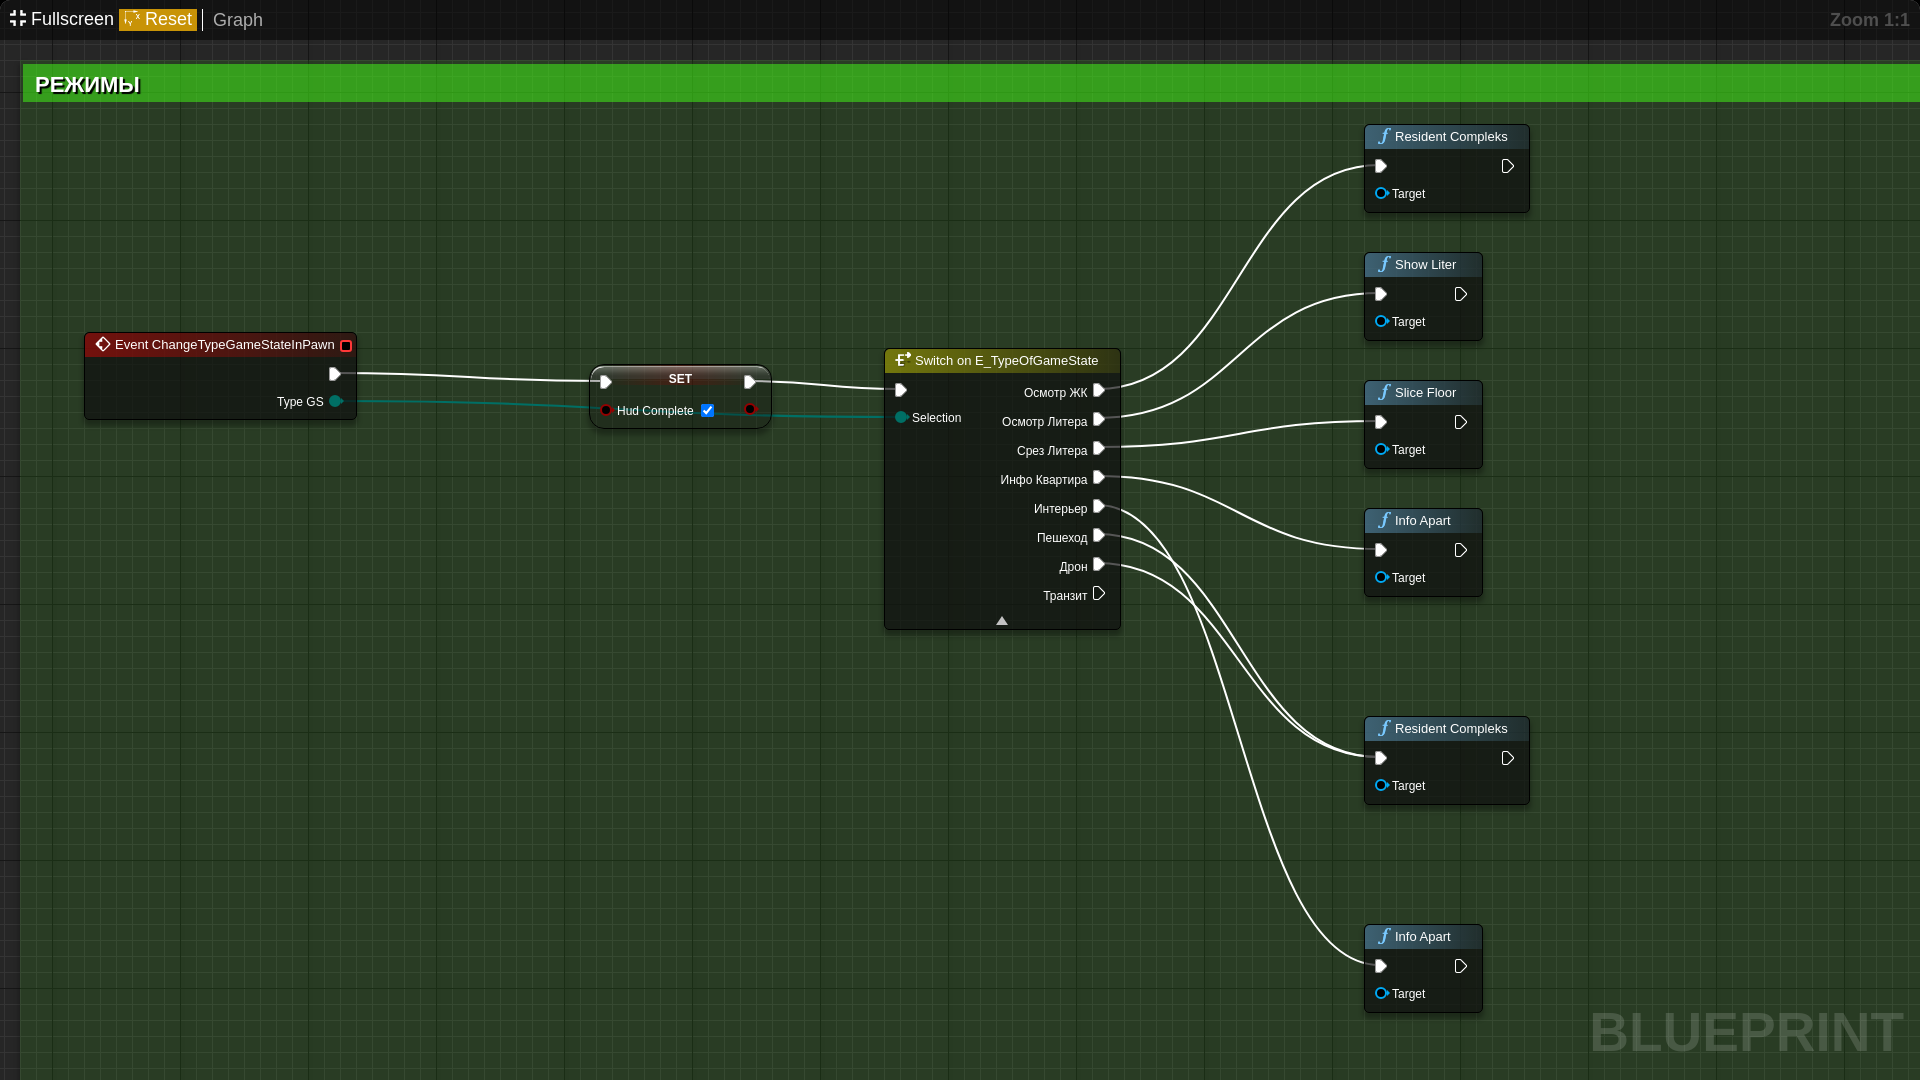 Fullscreen Reset Graph Zoom 1:1
РЕЖИМЫ
Event ChangeTypeGameStateInPawn
Type GS
SET
Hud Complete
Switch on E_TypeOfGameState
Selection
Осмотр ЖК
Осмотр Литера
Срез Литера
Инфо Квартира
Интерьер
Пешеход
Дрон
Транзит
Resident Compleks
Target
Show Liter
Target
Slice Floor
Target
Info Apart
Target
Resident Compleks
Target
Info Apart
Target
BLUEPRINT